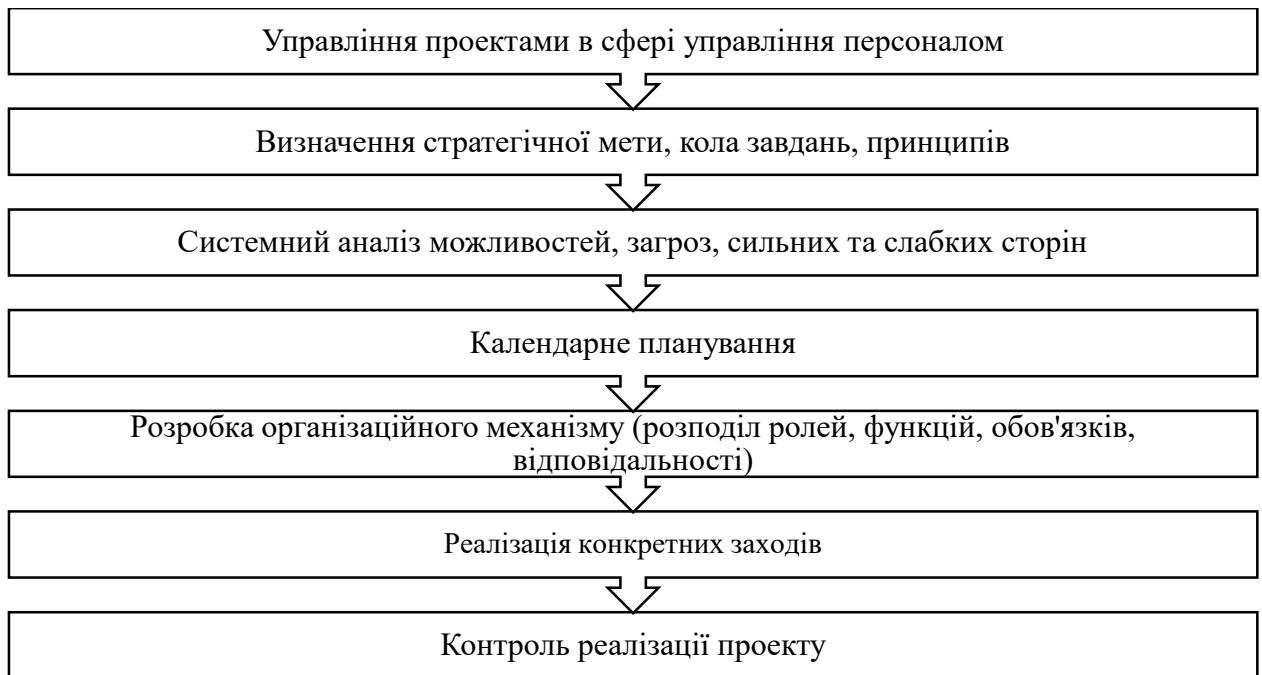 Управління проектами в сфері управління персоналом
Визначення стратегічної мети, кола завдань, принципів
Системний аналіз можливостей, загроз, сильних та слабких сторін
Календарне планування
Розробка організаційного механізму (розподіл ролей, функцій, обов'язків,
відповідальності)
Реалізація конкретних заходів
Контроль реалізації проекту